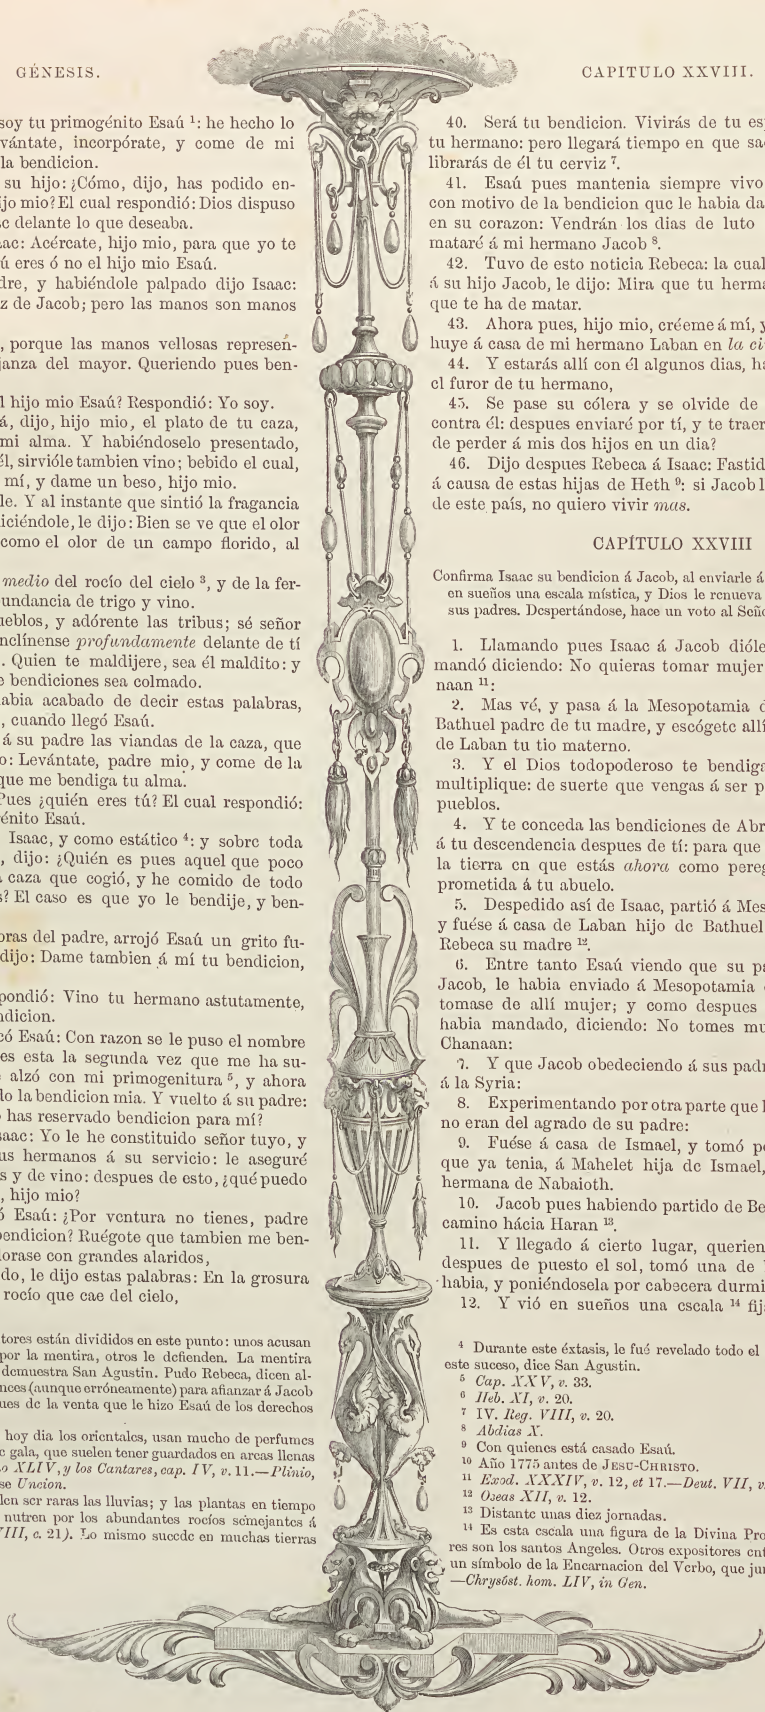 GÉNESIS.
soy tu primogénito Esaú ¹: he hecho lo
vántate, incorpórate, y come de mi
la bendicion.
su hijo: ¿Cómo, dijo, has podido en-
ijo mio? El cual respondió: Dios dispuso
se delante lo que deseaba.
aac: Acércate, hijo mio, para que yo te
ú eres ó no el hijo mio Esaú.
dre, y habiéndole palpado dijo Isaac:
z de Jacob; pero las manos son manos
, porque las manos vellosas represen-
janza del mayor. Queriendo pues ben-
l hijo mio Esaú? Respondió: Yo soy.
á, dijo, hijo mio, el plato de tu caza,
mi alma. Y habiéndoselo presentado,
él, sirvióle tambien vino; bebido el cual,
mí, y dame un beso, hijo mio.
le. Y al instante que sintió la fragancia
iciéndole, le dijo: Bien se ve que el olor
como el olor de un campo florido, al
medio del rocío del cielo ³, y de la fer-
undancia de trigo y vino.
ueblos, y adórente las tribus; sé señor
nclínense profundamente delante de tí
. Quien te maldijere, sea él maldito: y
e bendiciones sea colmado.
abia acabado de decir estas palabras,
, cuando llegó Esaú.
á su padre las viandas de la caza, que
o: Levántate, padre mio, y come de la
que me bendiga tu alma.
Pues ¿quién eres tú? El cual respondió:
énito Esaú.
Isaac, y como estático ⁴: y sobre toda
, dijo: ¿Quién es pues aquel que poco
a caza que cogió, y he comido de todo
s? El caso es que yo le bendije, y ben-
bras del padre, arrojó Esaú un grito fu-
dijo: Dame tambien á mí tu bendicion,
pondió: Vino tu hermano astutamente,
ndicion.
có Esaú: Con razon se le puso el nombre
es esta la segunda vez que me ha su-
alzó con mi primogenitura ⁵, y ahora
do la bendicion mia. Y vuelto á su padre:
o has reservado bendicion para mí?
saac: Yo le he constituido señor tuyo, y
us hermanos á su servicio: le aseguré
s y de vino: despues de esto, ¿qué puedo
, hijo mio?
ó Esaú: ¿Por ventura no tienes, padre
bendicion? Ruégote que tambien me ben-
lorase con grandes alaridos,
do, le dijo estas palabras: En la grosura
rocío que cae del cielo,
tores están divididos en este punto: unos acusan
por la mentira, otros le defienden. La mentira
demuestra San Agustin. Pudo Rebeca, dicen al-
nces (aunque erróneamente) para afianzar á Jacob
ues de la venta que le hizo Esaú de los derechos
hoy dia los orientales, usan mucho de perfumes
e gala, que suelen tener guardados en arcas llenas
o XLIV, y los Cantares, cap. IV, v. 11.—Plinio,
se Uncion.
len ser raras las lluvias; y las plantas en tiempo
nutren por los abundantes rocíos semejantes á
VIII, c. 21). Lo mismo sucede en muchas tierras
CAPITULO XXVIII.
40. Será tu bendicion. Vivirás de tu es
tu hermano: pero llegará tiempo en que sa
librarás de él tu cerviz ⁷.
41. Esaú pues mantenia siempre vivo
con motivo de la bendicion que le habia da
en su corazon: Vendrán los dias de luto
mataré á mi hermano Jacob ⁸.
42. Tuvo de esto noticia Rebeca: la cual
á su hijo Jacob, le dijo: Mira que tu herma
que te ha de matar.
43. Ahora pues, hijo mio, créeme á mí, y
huye á casa de mi hermano Laban en la ci
44. Y estarás allí con él algunos dias, ha
el furor de tu hermano,
45. Se pase su cólera y se olvide de
contra él: despues enviaré por tí, y te traer
de perder á mis dos hijos en un dia?
46. Dijo despues Rebeca á Isaac: Fastid
á causa de estas hijas de Heth ⁹: si Jacob l
de este país, no quiero vivir mas.
CAPÍTULO XXVIII
Confirma Isaac su bendicion á Jacob, al enviarle á
en sueños una escala mística, y Dios le renueva
sus padres. Despertándose, hace un voto al Seño
1. Llamando pues Isaac á Jacob dióle
mandó diciendo: No quieras tomar mujer
naan ¹¹:
2. Mas vé, y pasa á la Mesopotamia d
Bathuel padre de tu madre, y escógete allí
de Laban tu tio materno.
3. Y el Dios todopoderoso te bendiga
multiplique: de suerte que vengas á ser p
pueblos.
4. Y te conceda las bendiciones de Abr
á tu descendencia despues de tí: para que
la tierra en que estás ahora como pereg
prometida á tu abuelo.
5. Despedido así de Isaac, partió á Mes
y fuése á casa de Laban hijo de Bathuel
Rebeca su madre ¹².
6. Entre tanto Esaú viendo que su pa
Jacob, le habia enviado á Mesopotamia
tomase de allí mujer; y como despues
habia mandado, diciendo: No tomes mu
Chanaan:
7. Y que Jacob obedeciendo á sus padr
á la Syria:
8. Experimentando por otra parte que l
no eran del agrado de su padre:
9. Fuése á casa de Ismael, y tomó p
que ya tenia, á Mahelet hija de Ismael,
hermana de Nabaioth.
10. Jacob pues habiendo partido de Be
camino hácia Haran ¹³.
11. Y llegado á cierto lugar, querien
despues de puesto el sol, tomó una de
habia, y poniéndosela por cabecera durmi
12. Y vió en sueños una escala ¹⁴ fij
⁴ Durante este éxtasis, le fué revelado todo el
este suceso, dice San Agustin.
⁵ Cap. XXV, v. 33.
⁶ Heb. XI, v. 20.
⁷ IV. Reg. VIII, v. 20.
⁸ Abdias X.
⁹ Con quienes está casado Esaú.
¹⁰ Año 1775 antes de JESU-CHRISTO.
¹¹ Exod. XXXIV, v. 12, et 17.—Deut. VII, v.
¹² Oseas XII, v. 12.
¹³ Distante unas diez jornadas.
¹⁴ Es esta escala una figura de la Divina Pro
res son los santos Angeles. Otros expositores ent
un símbolo de la Encarnacion del Verbo, que jun
—Chrysóst. hom. LIV, in Gen.